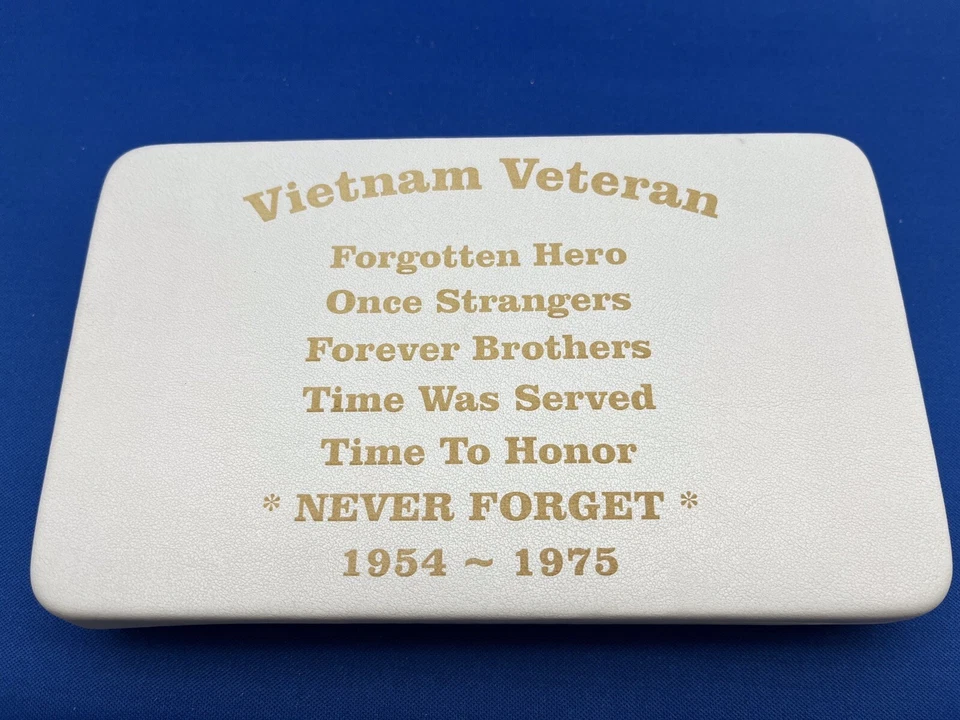 Vietnam Veteran
Forgotten Hero
Once Strangers
Forever Brothers
Time Was Served
Time To Honor
* NEVER FORGET *
1954 ~ 1975